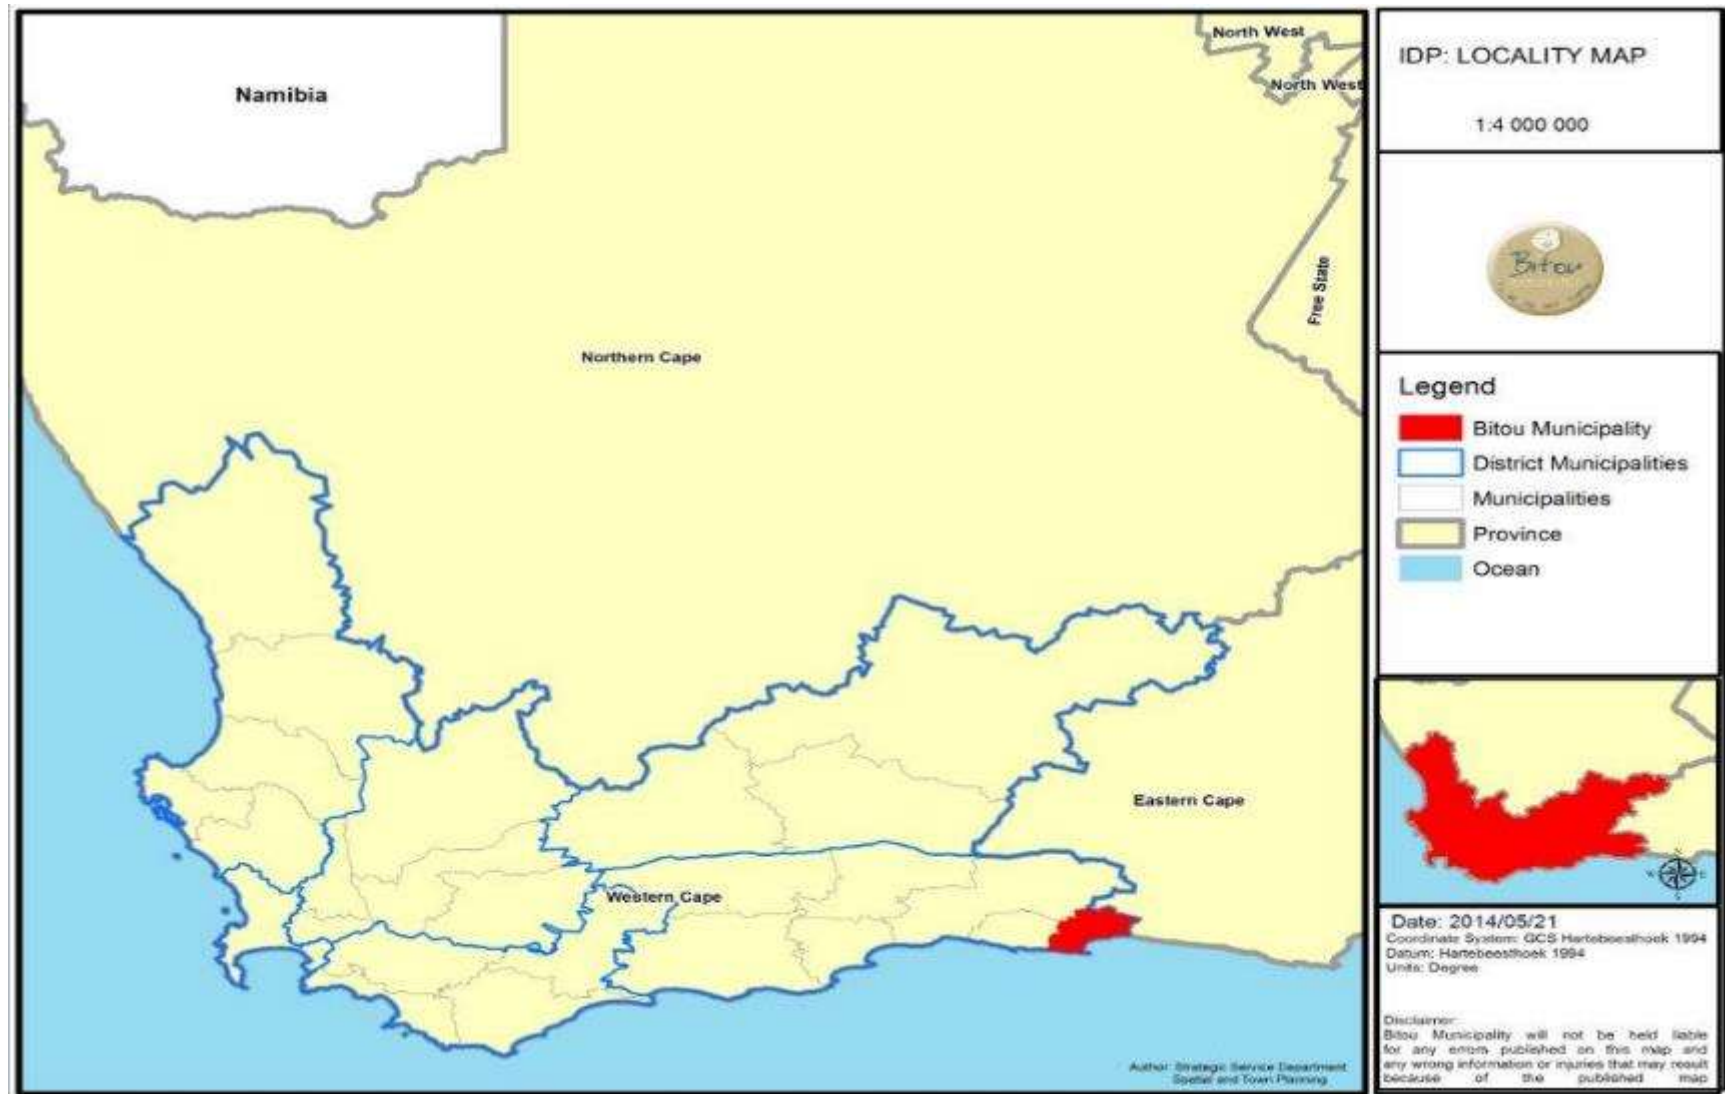 Namibia
North West
North West
Free State
Northern Cape
Eastern Cape
Western Cape
Author: Strategic Service Department
Spatial and Town Planning
IDP: LOCALITY MAP
1:4 000 000
Bitou
Legend
Bitou Municipality
District Municipalities
Municipalities
Province
Ocean
N
W
E
S
Date: 2014/05/21
Coordinate System: GCS Hartebeesthoek 1994
Datum: Hartebeesthoek 1994
Units: Degree
Disclaimer:
Bitou Municipality will not be held liable
for any errors published on this map and
any wrong information or injuries that may result
because of the published map